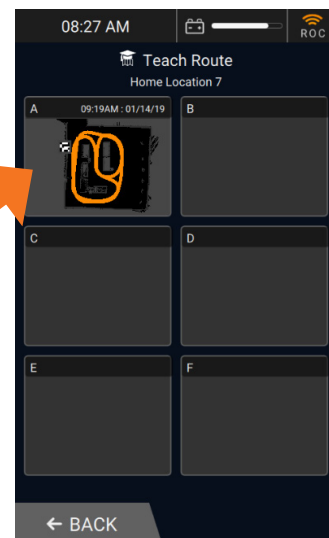 08:27 AM
ROC
Teach Route
Home Location 7
A 09:19AM : 01/14/19
B
C
D
E
F
← BACK